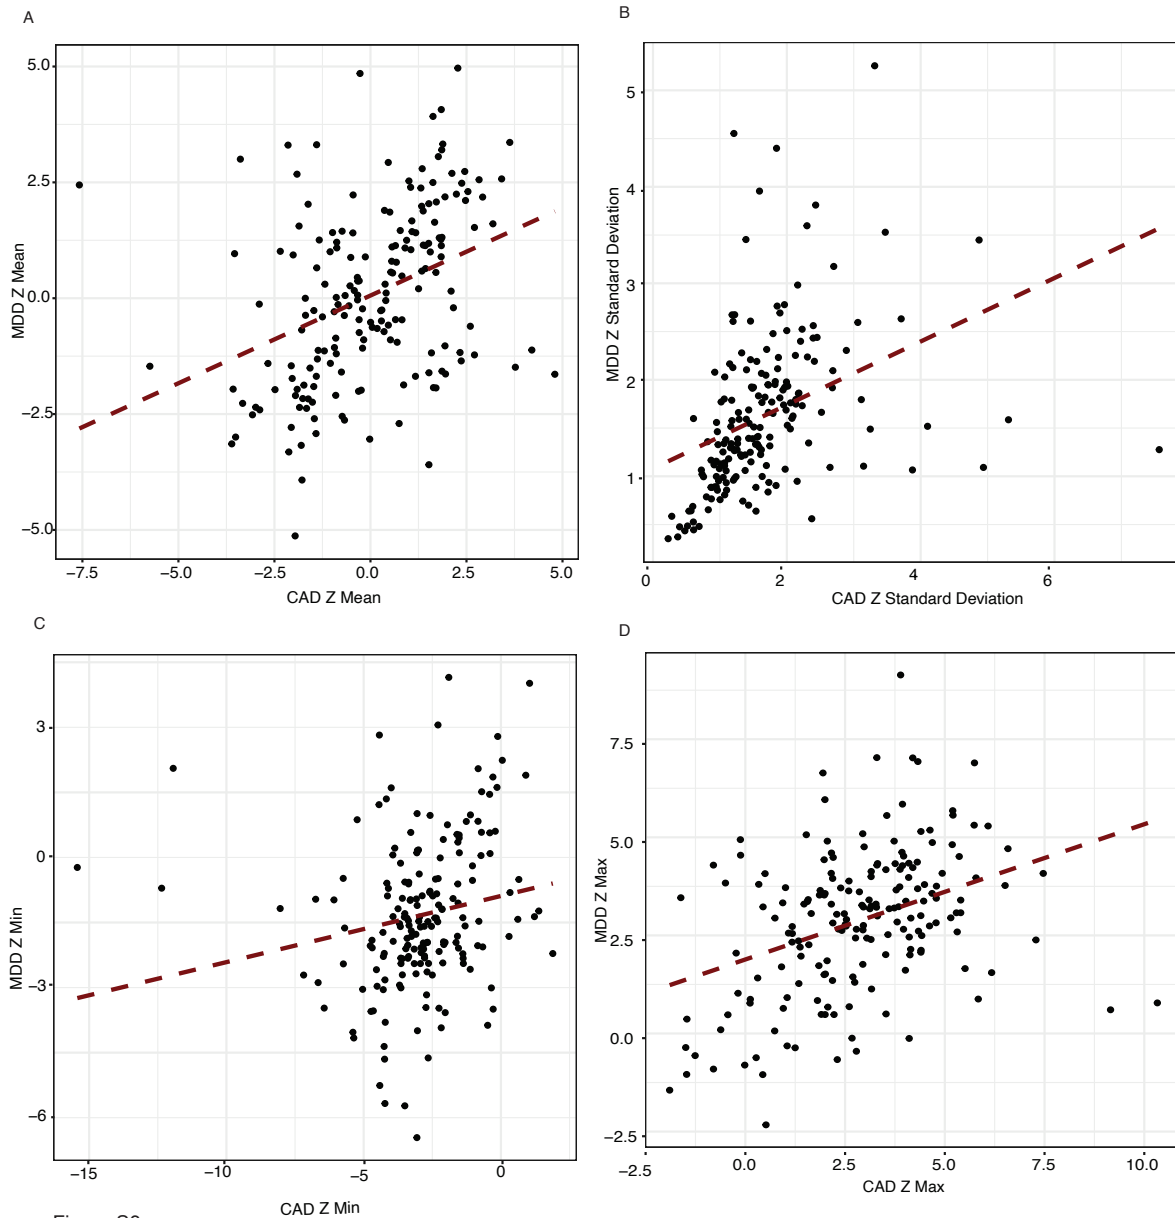 A
B
5.0
2.5
0.0
−2.5
−5.0
MDD Z Mean
−7.5 −5.0 −2.5 0.0 2.5 5.0
CAD Z Mean
5
4
3
2
1
MDD Z Standard Deviation
0 2 4 6
CAD Z Standard Deviation
C
D
3
0
−3
−6
MDD Z Min
−15 −10 −5 0
CAD Z Min
7.5
5.0
2.5
0.0
−2.5
MDD Z Max
−2.5 0.0 2.5 5.0 7.5 10.0
CAD Z Max